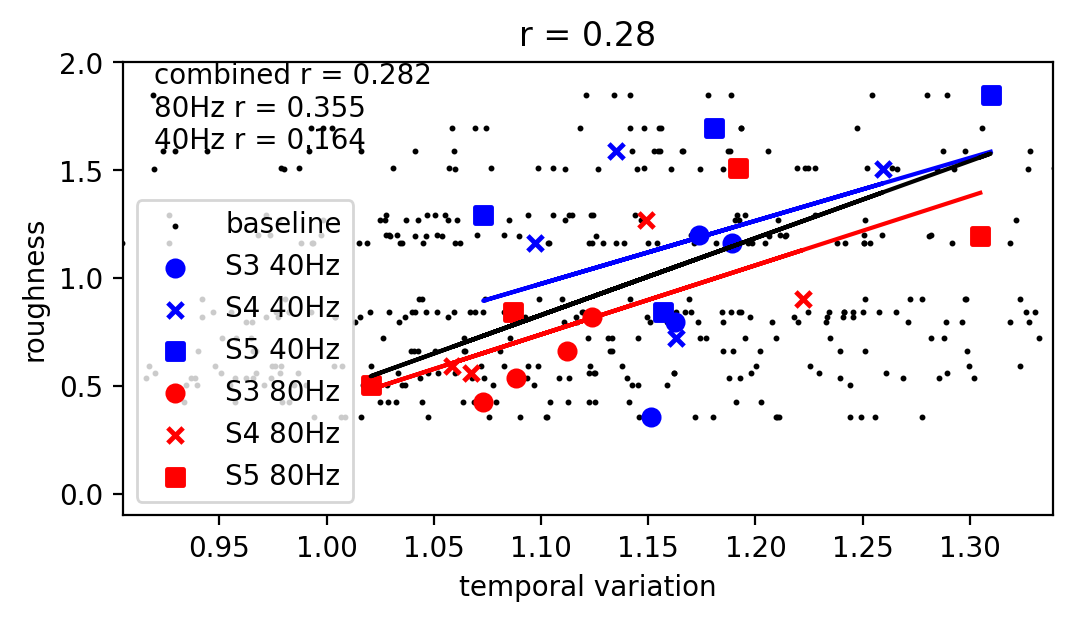 r = 0.28
combined r = 0.282
80Hz r = 0.355
40Hz r = 0.164
roughness
2.0
1.5
1.0
0.5
0.0
baseline
S3 40Hz
S4 40Hz
S5 40Hz
S3 80Hz
S4 80Hz
S5 80Hz
0.95 1.00 1.05 1.10 1.15 1.20 1.25 1.30
temporal variation